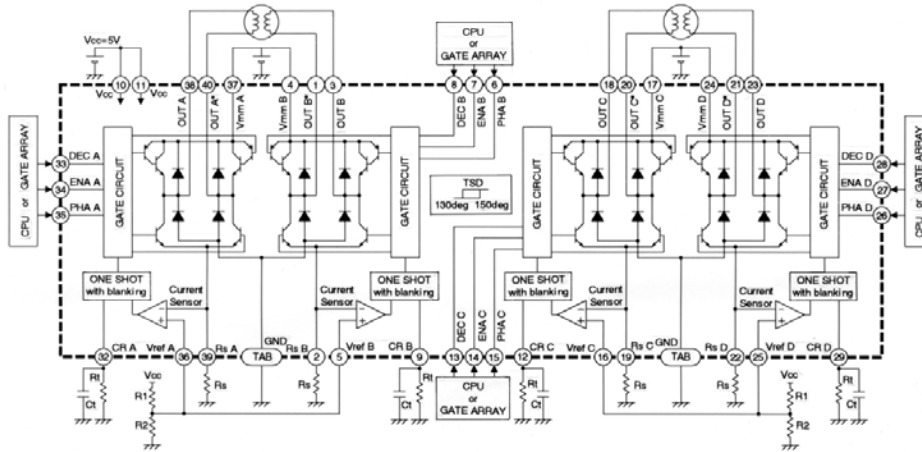 Vcc=5V
CPU
or
GATE ARRAY
10 11 38 40 37 4 1 3 8 7 6 18 20 17 24 21 23
Vcc Vcc
OUT A
OUT A*
Vmm A
Vmm B
OUT B*
OUT B
DEC B
ENA B
PHA B
OUT C
OUT C*
Vmm C
Vmm D
OUT D*
OUT D
CPU or GATE ARRAY
33 DEC A
34 ENA A
35 PHA A
GATE CIRCUIT
GATE CIRCUIT
TSD
130deg 150deg
GATE CIRCUIT
GATE CIRCUIT
DEC D 28
ENA D 27
PHA D 26
CPU or GATE ARRAY
ONE SHOT
with blanking
Current
Sensor
Current
Sensor
ONE SHOT
with blanking
DEC C
ENA C
PHA C
ONE SHOT
with blanking
Current
Sensor
Current
Sensor
ONE SHOT
with blanking
CR A Vref A Rs A GND Rs B Vref B CR B CR C Vref C Rs C GND Rs D Vref D CR D
32 36 39 TAB 2 5 9 13 14 15 12 16 19 TAB 22 25 29
Rt
Ct
Vcc
R1
R2
Rs
Rs
Rt
Ct
CPU
or
GATE ARRAY
Rt
Ct
Rs
Rs
Vcc
R1
R2
Rt
Ct